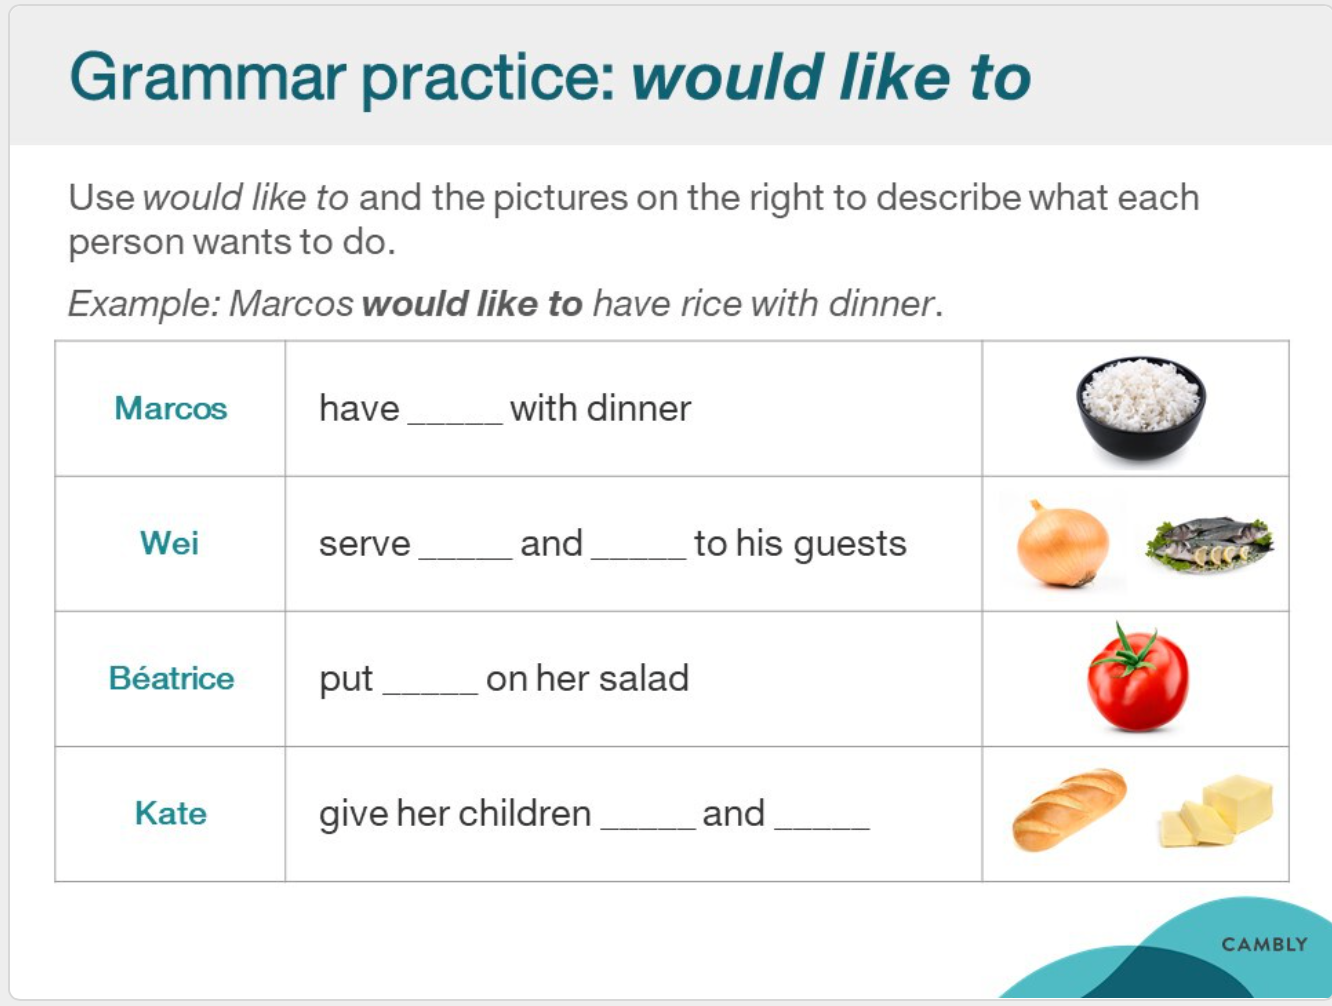 Grammar practice: would like to
Use would like to and the pictures on the right to describe what each
person wants to do.
Example: Marcos would like to have rice with dinner.
Marcos
have _____ with dinner
Wei
serve _____ and _____ to his guests
Béatrice
put _____ on her salad
Kate
give her children _____ and _____
CAMBLY